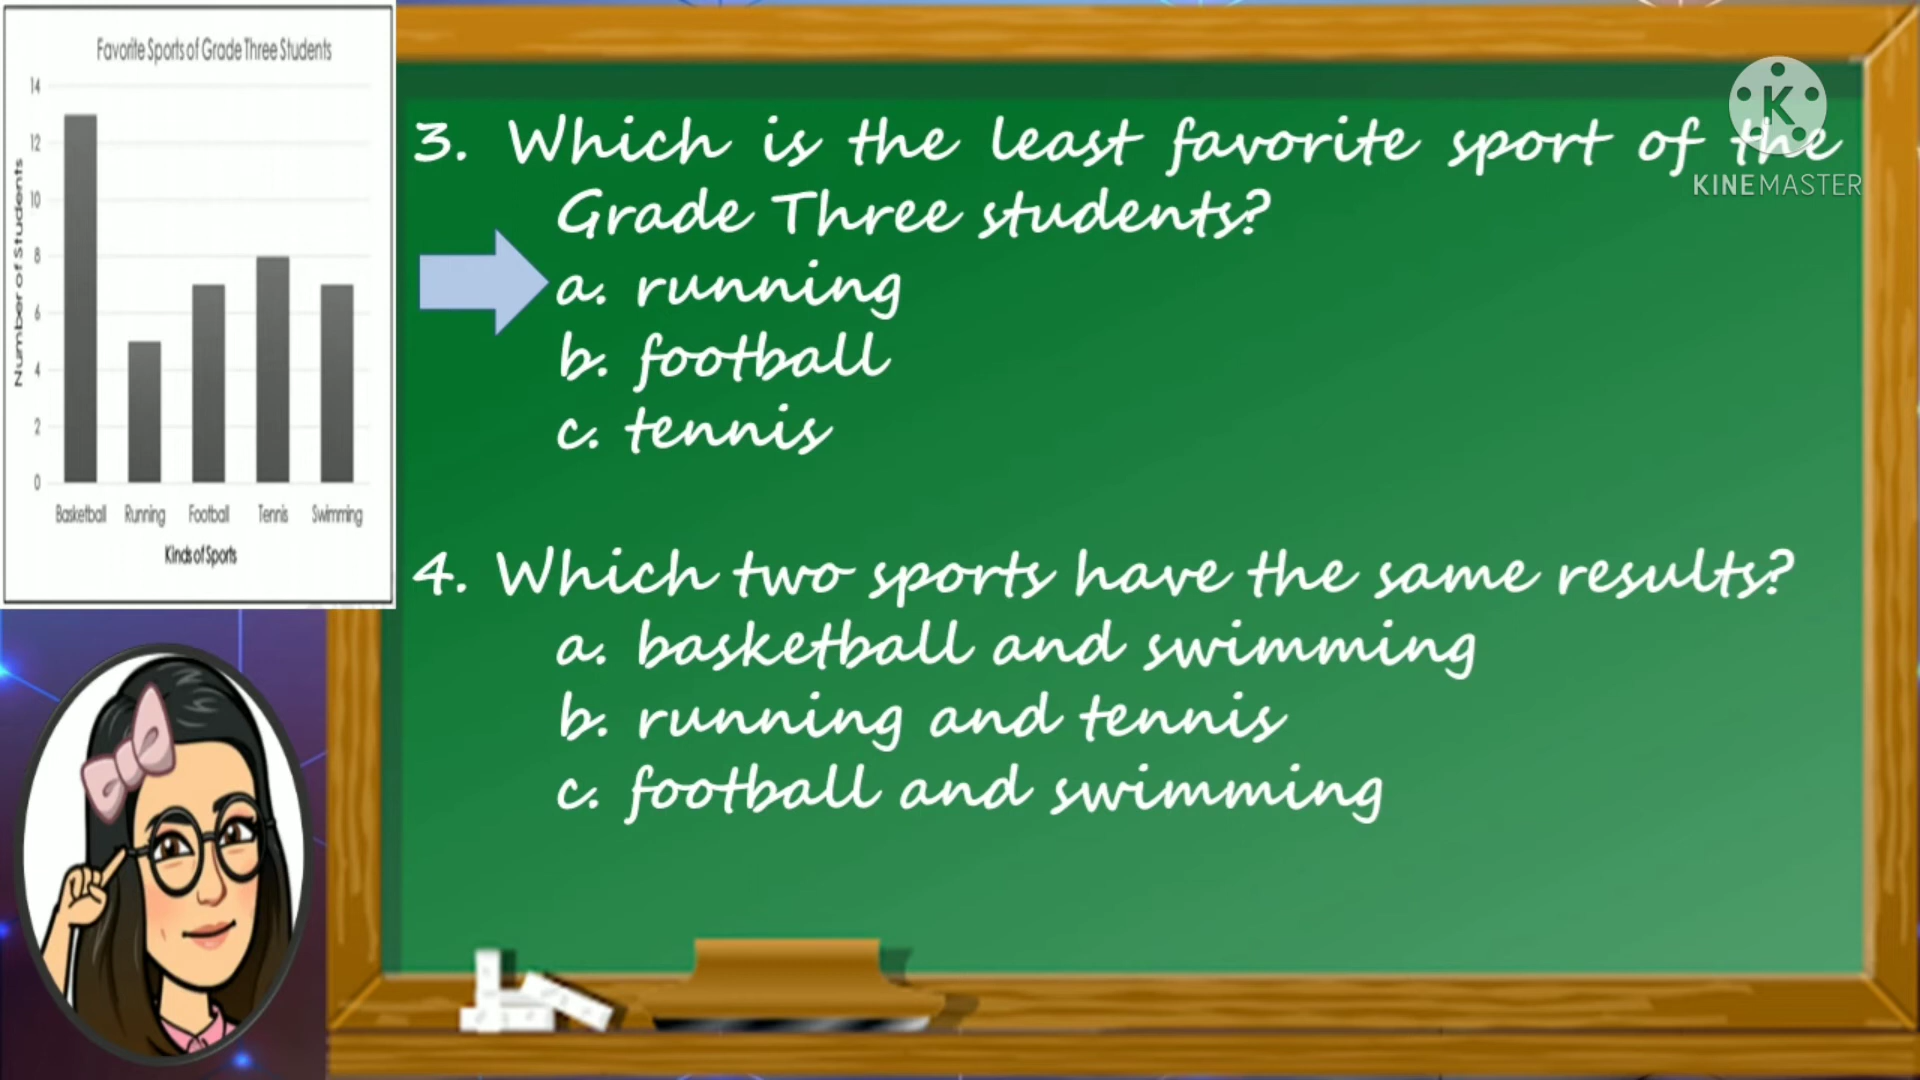 Favorite Sports of Grade Three Students
14
12
10
8
6
4
2
0
Number of Students
Basketball Running Football Tennis Swimming
Kinds of Sports
3. Which is the least favorite sport of the
Grade Three students?
a. running
b. football
c. tennis
4. Which two sports have the same results?
a. basketball and swimming
b. running and tennis
c. football and swimming
K
KINEMASTER